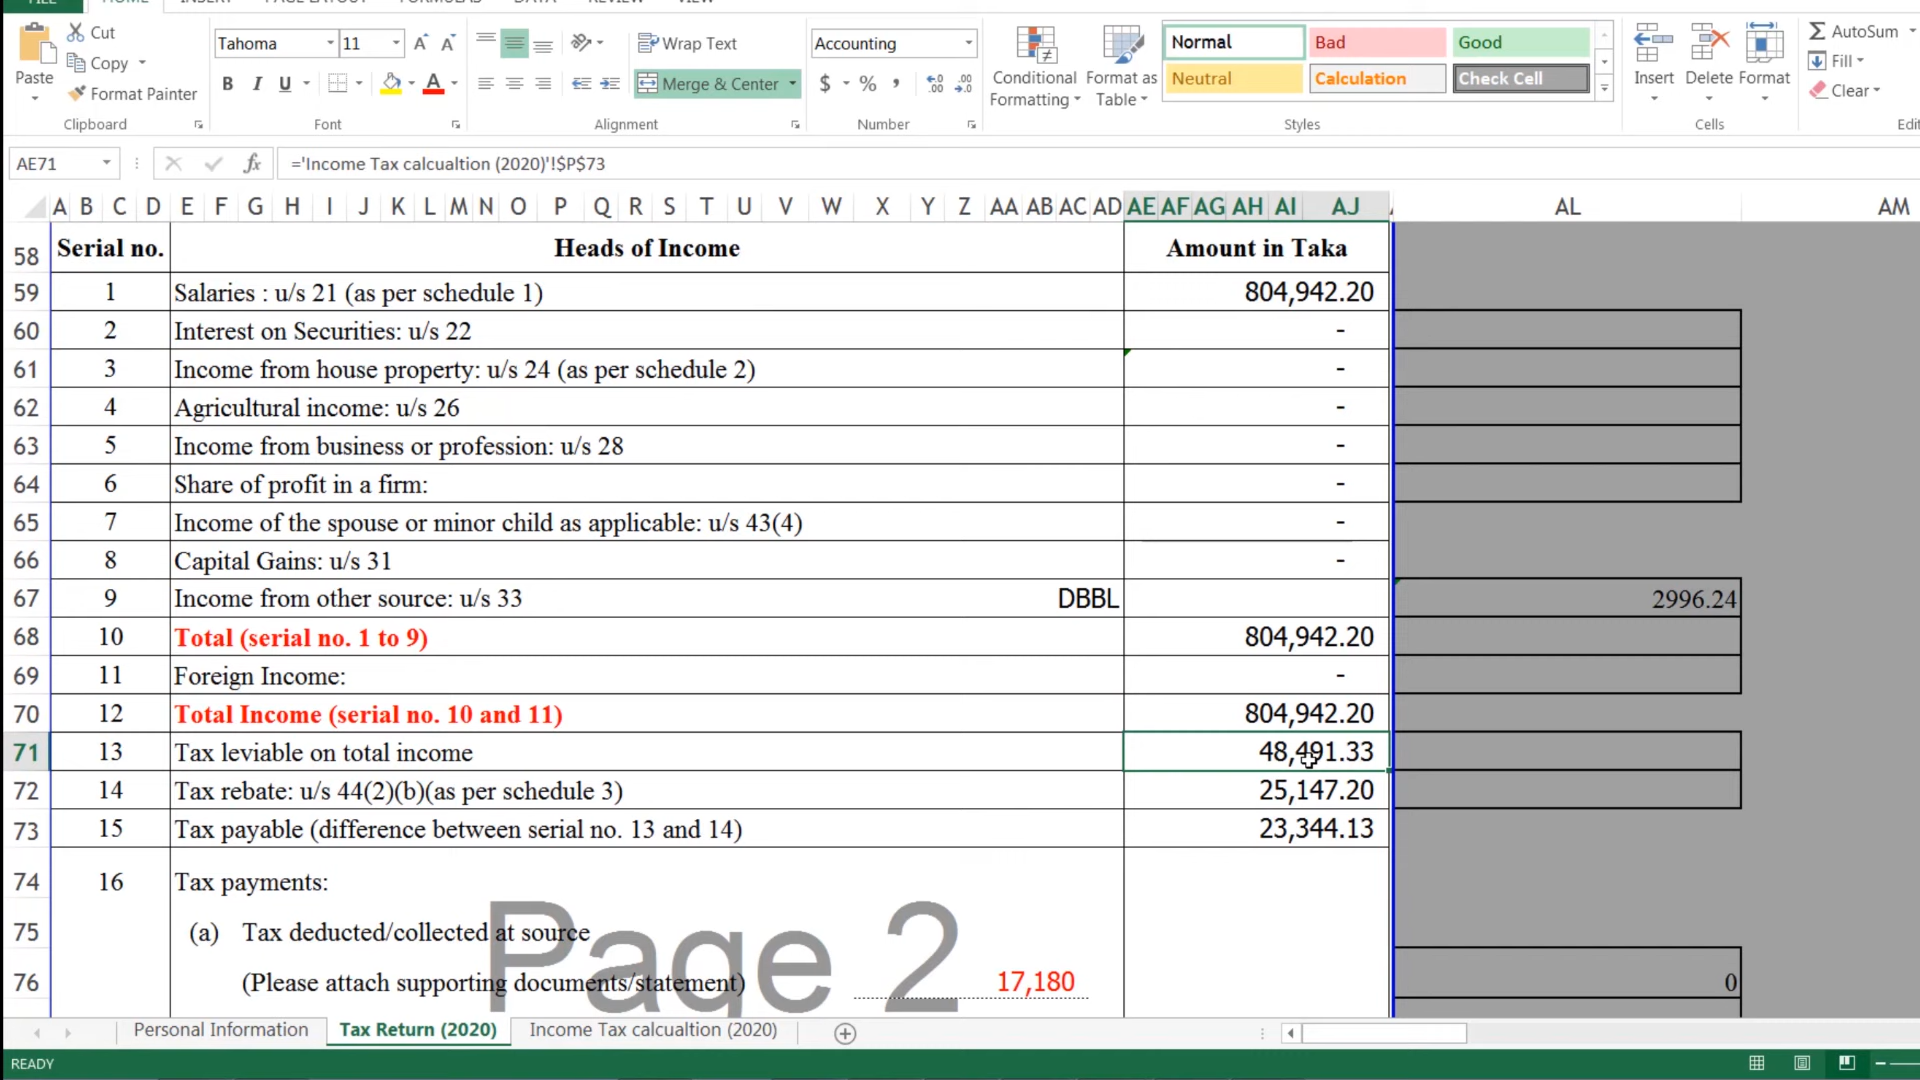 FILE HOME INSERT PAGE LAYOUT FORMULAS DATA REVIEW VIEW
Cut
Copy
Format Painter
Paste
Clipboard
Tahoma 11
B I U
Font
Wrap Text
Merge & Center
Alignment
Accounting
$ % ,
Number
Conditional Formatting
Format as Table
Normal Bad Good
Neutral Calculation Check Cell
Styles
Insert Delete Format
Cells
AutoSum
Fill
Clear
AE71 fx ='Income Tax calcualtion (2020)'!$P$73
A B C D E F G H I J K L M N O P Q R S T U V W X Y Z AA AB AC AD AE AF AG AH AI AJ AL AM
58 Serial no. Heads of Income Amount in Taka
59 1 Salaries : u/s 21 (as per schedule 1) 804,942.20
60 2 Interest on Securities: u/s 22 -
61 3 Income from house property: u/s 24 (as per schedule 2) -
62 4 Agricultural income: u/s 26 -
63 5 Income from business or profession: u/s 28 -
64 6 Share of profit in a firm: -
65 7 Income of the spouse or minor child as applicable: u/s 43(4) -
66 8 Capital Gains: u/s 31 -
67 9 Income from other source: u/s 33 DBBL 2996.24
68 10 Total (serial no. 1 to 9) 804,942.20
69 11 Foreign Income: -
70 12 Total Income (serial no. 10 and 11) 804,942.20
71 13 Tax leviable on total income 48,491.33
72 14 Tax rebate: u/s 44(2)(b)(as per schedule 3) 25,147.20
73 15 Tax payable (difference between serial no. 13 and 14) 23,344.13
74 16 Tax payments:
75 (a) Tax deducted/collected at source
Page 2
76 (Please attach supporting documents/statement) 17,180 0
Personal Information Tax Return (2020) Income Tax calcualtion (2020)
READY